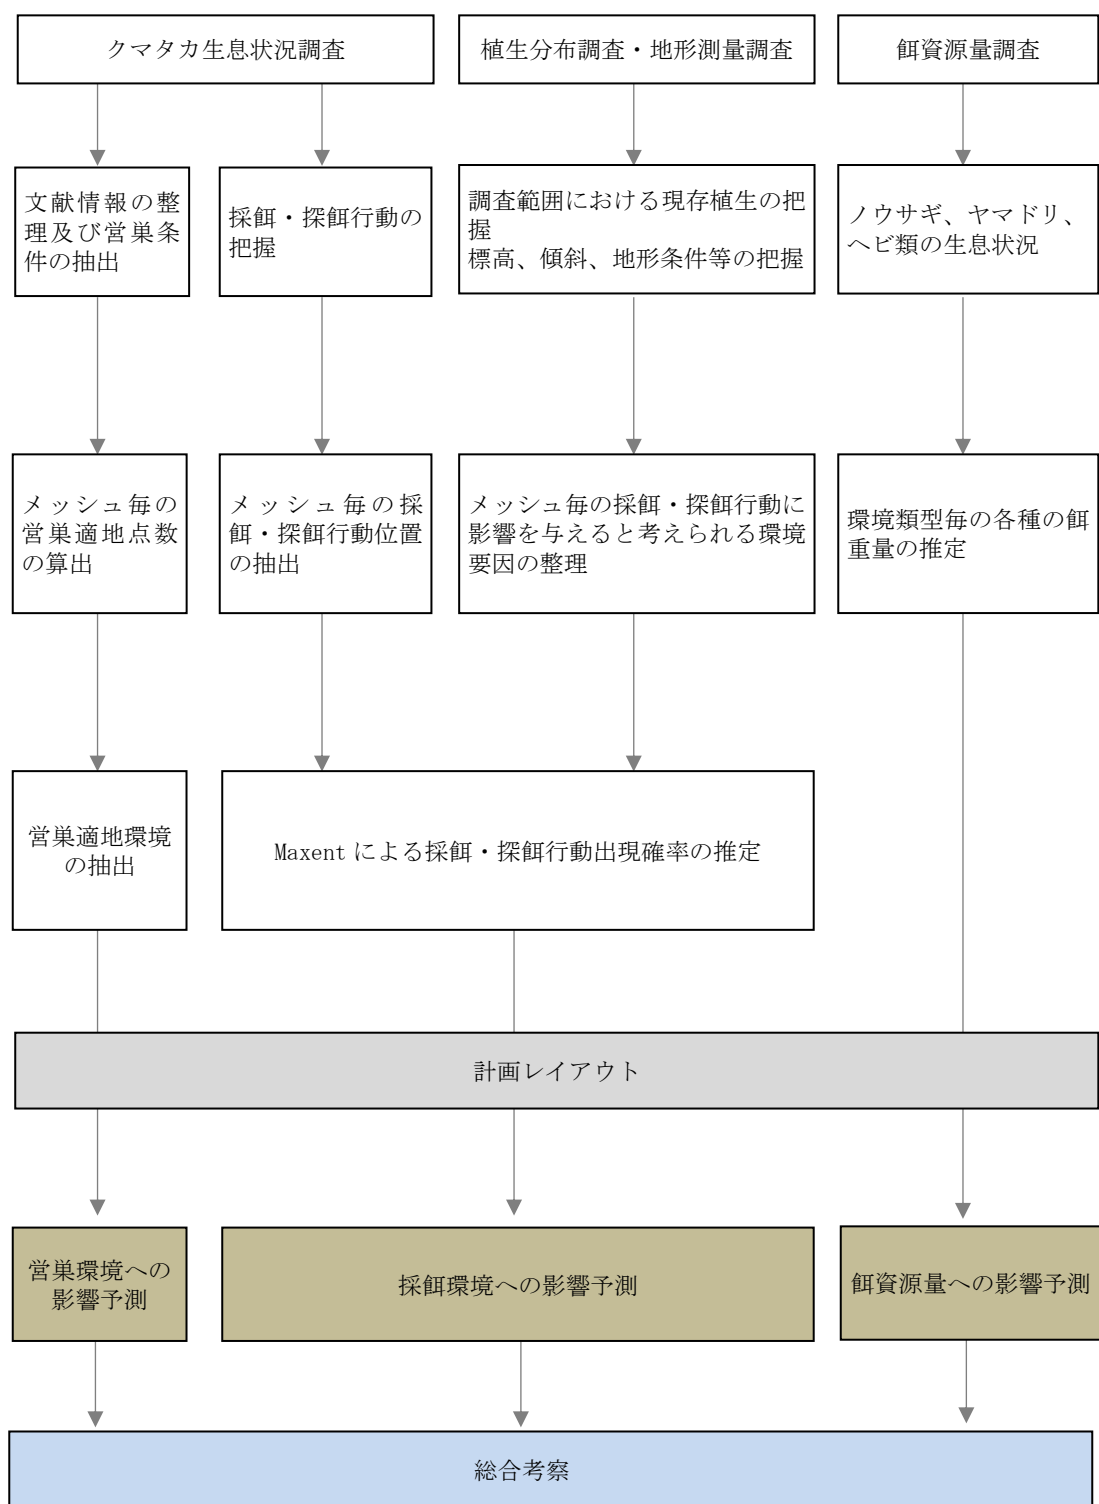 クマタカ生息状況調査
植生分布調査・地形測量調査
餌資源量調査
文献情報の整
理及び営巣条
件の抽出
採餌・探餌行動の
把握
調査範囲における現存植生の把
握
標高、傾斜、地形条件等の把握
ノウサギ、ヤマドリ、
ヘビ類の生息状況
メッシュ毎の
営巣適地点数
の算出
メッシュ毎の採
餌・探餌行動位置
の抽出
メッシュ毎の採餌・探餌行動に
影響を与えると考えられる環境
要因の整理
環境類型毎の各種の餌
重量の推定
営巣適地環境
の抽出
Maxent による採餌・探餌行動出現確率の推定
計画レイアウト
営巣環境への
影響予測
採餌環境への影響予測
餌資源量への影響予測
総合考察